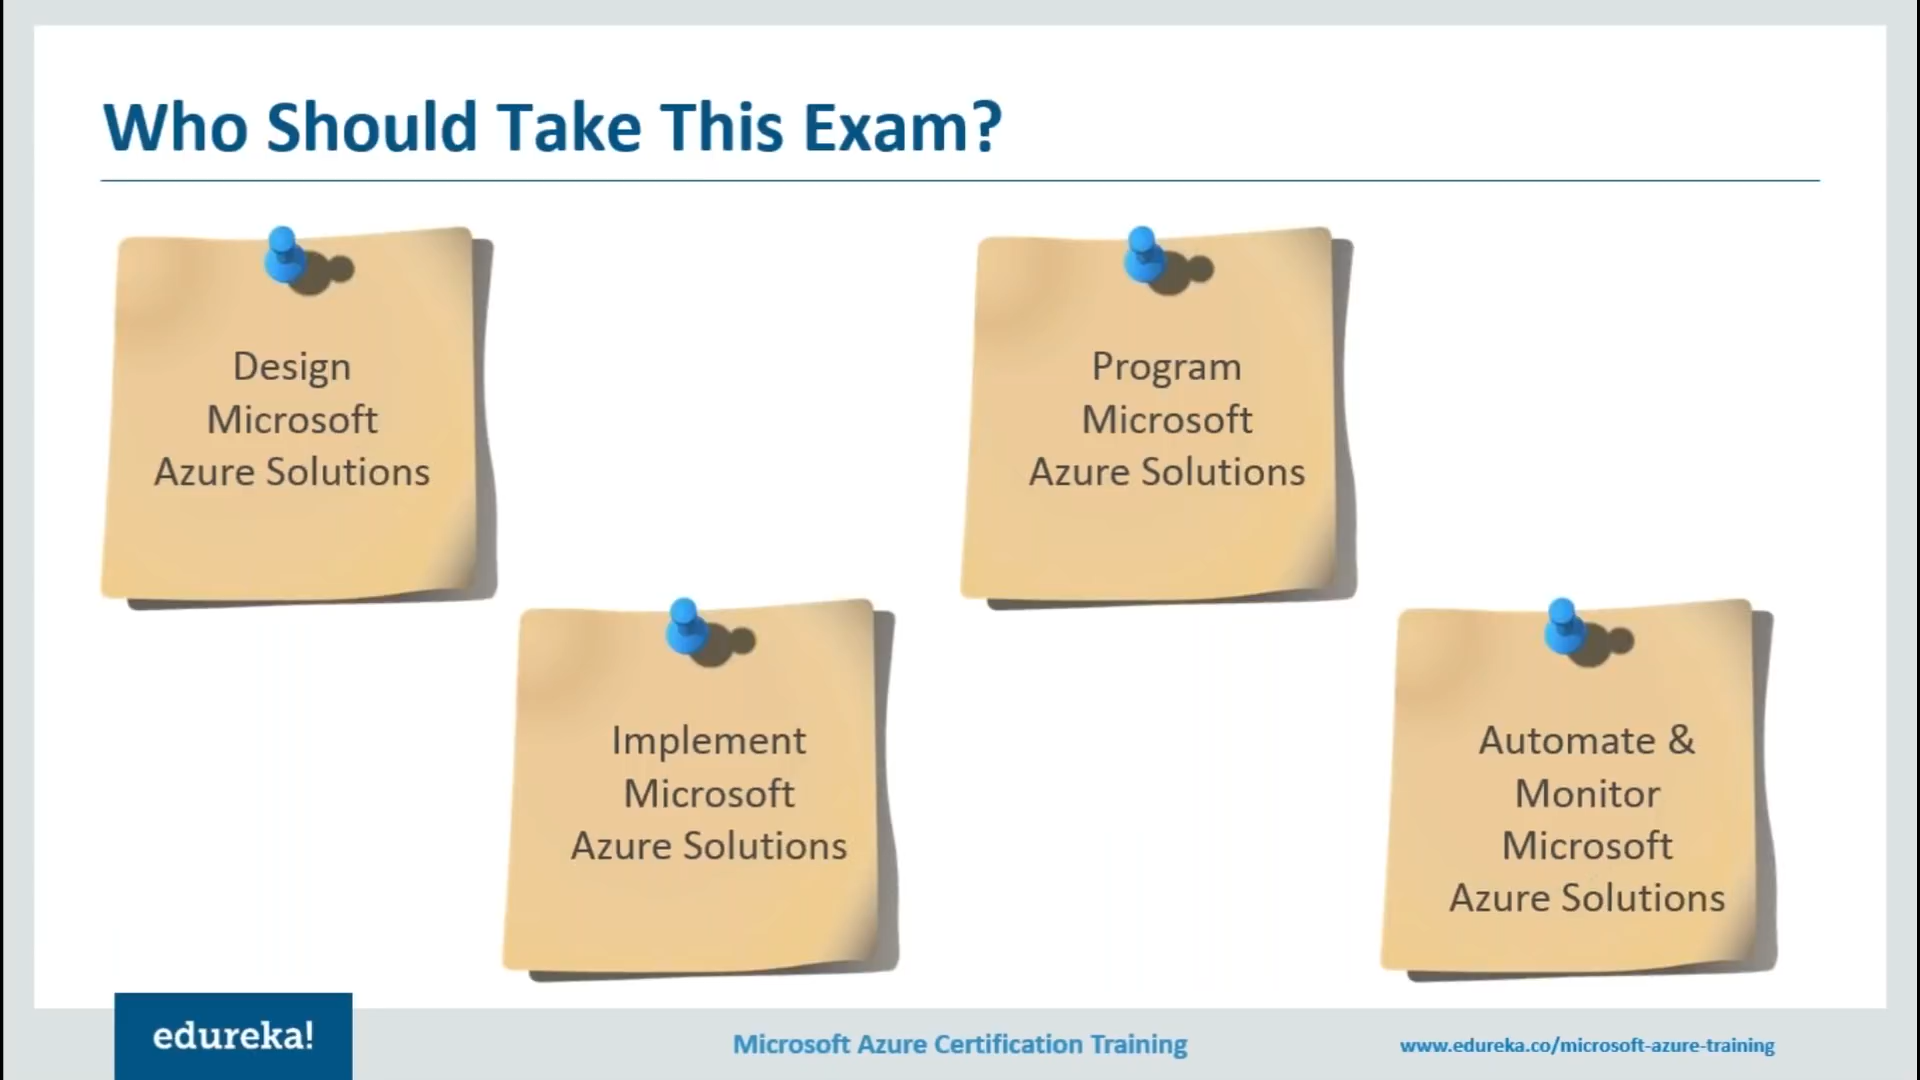 Who Should Take This Exam?
Design
Microsoft
Azure Solutions
Implement
Microsoft
Azure Solutions
Program
Microsoft
Azure Solutions
Automate &
Monitor
Microsoft
Azure Solutions
edureka!
Microsoft Azure Certification Training
www.edureka.co/microsoft-azure-training